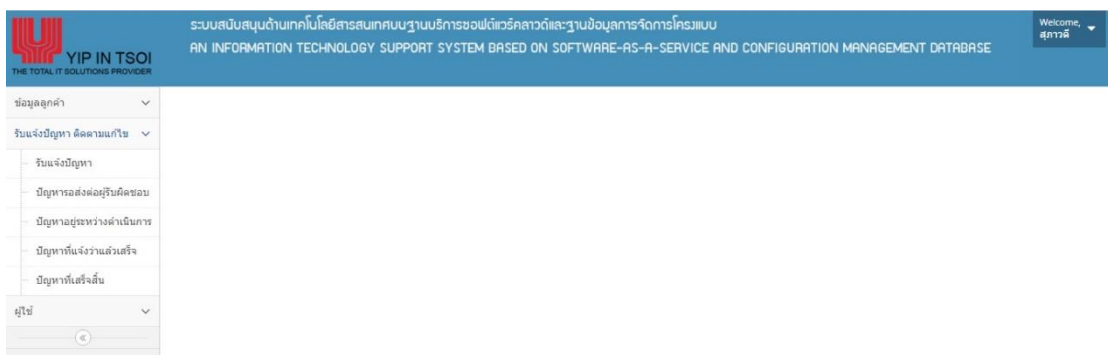 ระบบสนับสนุนด้านเทคโนโลยีสารสนเทศบนฐานบริการซอฟต์แวร์คลาวด์และฐานข้อมูลการจัดการโครงแบบ
AN INFORMATION TECHNOLOGY SUPPORT SYSTEM BASED ON SOFTWARE-AS-A-SERVICE AND CONFIGURATION MANAGEMENT DATABASE
Welcome,
สุภาวดี
YIP IN TSOI
THE TOTAL IT SOLUTIONS PROVIDER
ข้อมูลลูกค้า
รับแจ้งปัญหา ติดตามแก้ไข
รับแจ้งปัญหา
ปัญหารอส่งต่อผู้รับผิดชอบ
ปัญหาอยู่ระหว่างดำเนินการ
ปัญหาที่แจ้งว่าแล้วเสร็จ
ปัญหาที่เสร็จสิ้น
ผู้ใช้